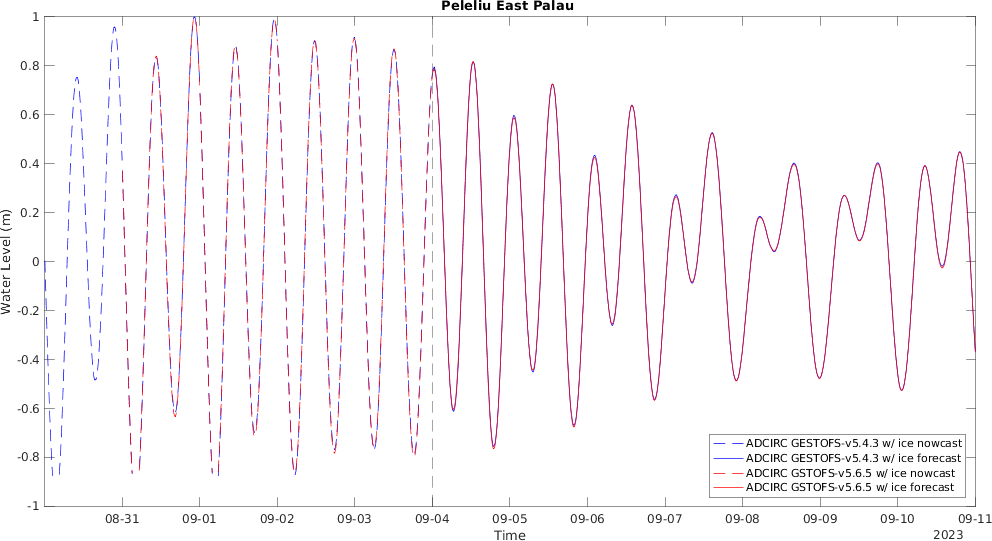 Peleliu East Palau
1
0.8
0.6
0.4
0.2
0
-0.2
-0.4
-0.6
-0.8
-1
Water Level (m)
ADCIRC GESTOFS-v5.4.3 w/ ice nowcast
ADCIRC GESTOFS-v5.4.3 w/ ice forecast
ADCIRC GSTOFS-v5.6.5 w/ ice nowcast
ADCIRC GSTOFS-v5.6.5 w/ ice forecast
08-31 09-01 09-02 09-03 09-04 09-05 09-06 09-07 09-08 09-09 09-10 09-11
Time
2023